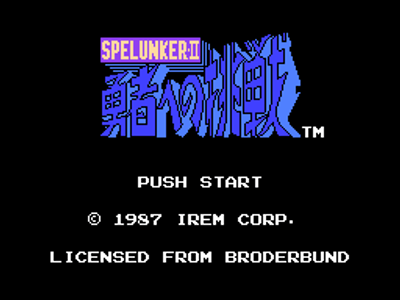 SPELUNKER II
勇者への挑戦
TM
PUSH START
© 1987 IREM CORP.
LICENSED FROM BRODERBUND